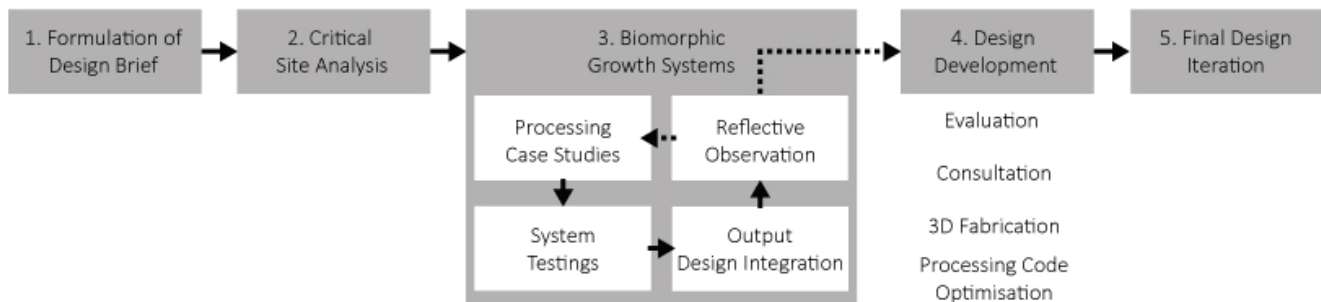 1. Formulation of
Design Brief
2. Critical
Site Analysis
3. Biomorphic
Growth Systems
Processing
Case Studies
Reflective
Observation
System
Testings
Output
Design Integration
4. Design
Development
Evaluation
Consultation
3D Fabrication
Processing Code
Optimisation
5. Final Design
Iteration